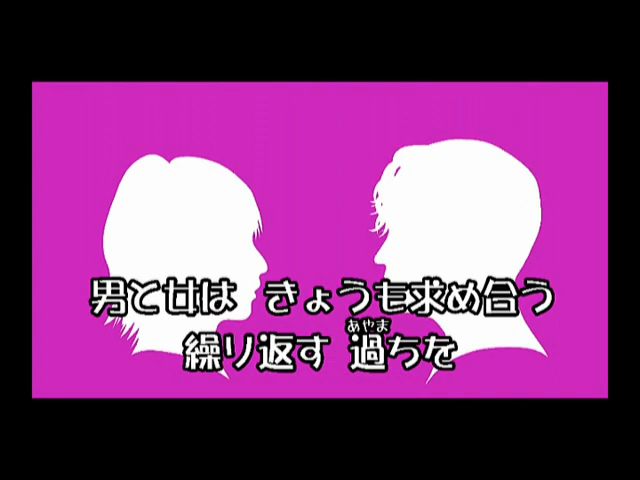 男と女は きょうも求め合う
あやま
繰り返す 過ちを